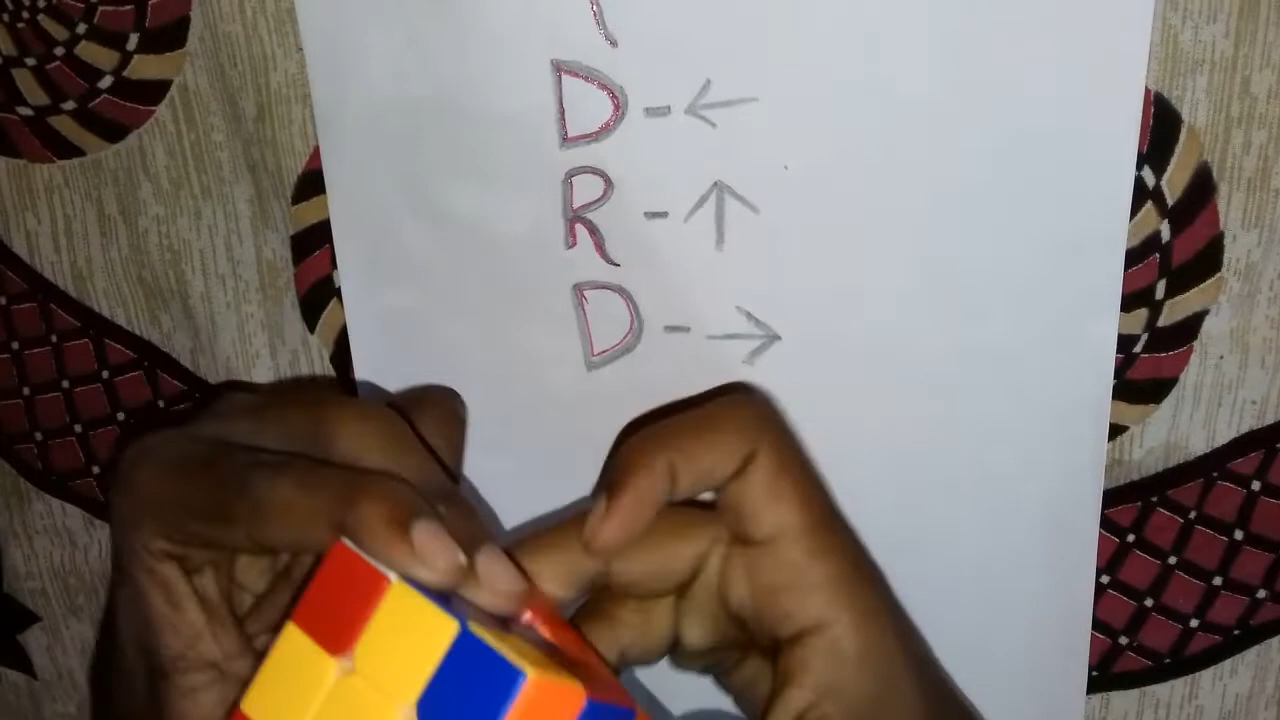 D - ←
R - ↑
D - →